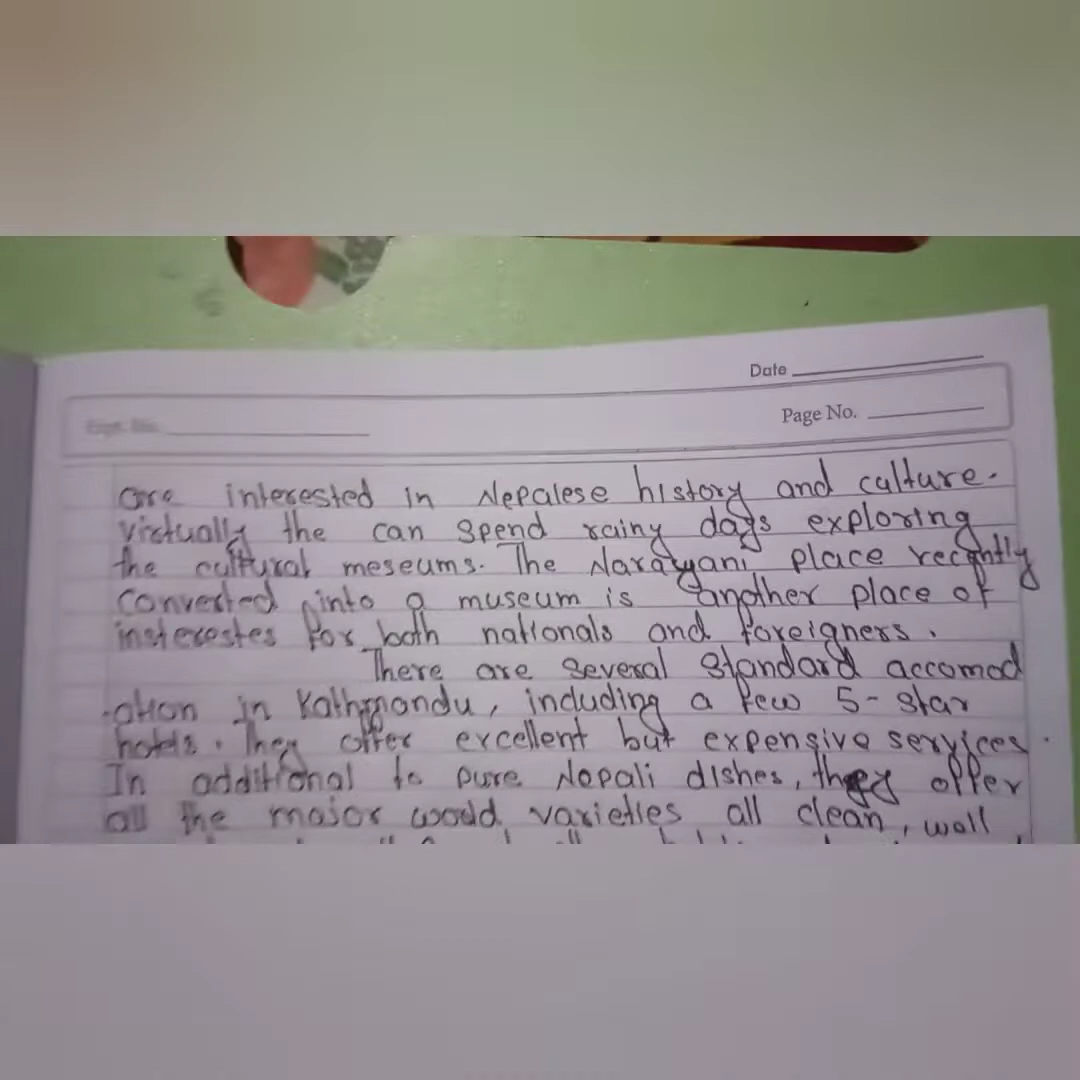 Date
Page No.
are interested in Nepalese history and culture.
virtually the can spend rainy days exploring
the cultural meseums. The Narayani place recently
converted into a museum is another place of
insterestes for both nationals and foreigners.
There are several standard accomod
-ation in Kathmandu, including a few 5-star
hotels. They offer excellent but expensive services.
In additional to pure Nepali dishes, they offer
all the major would varieties all clean, well